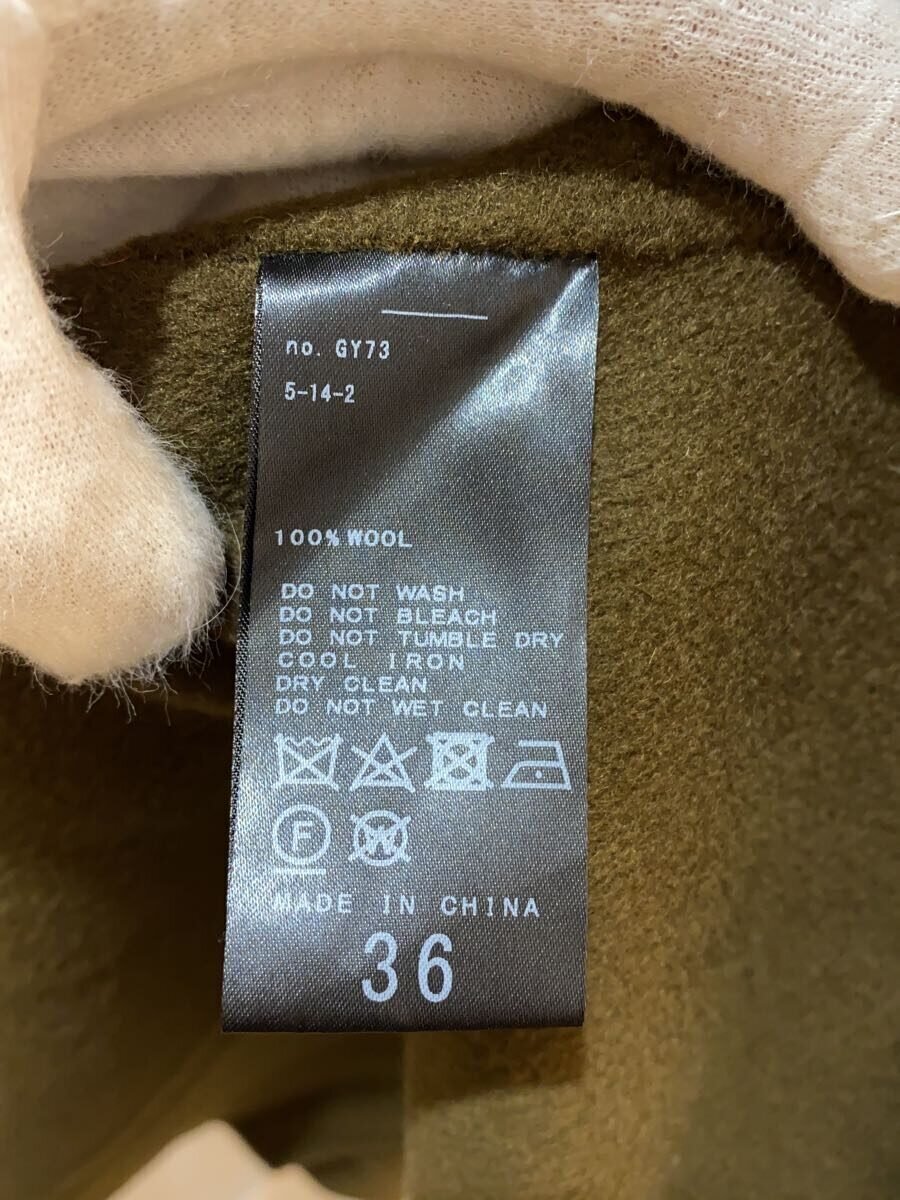 no. GY73
5-14-2
100% WOOL
DO NOT WASH
DO NOT BLEACH
DO NOT TUMBLE DRY
COOL IRON
DRY CLEAN
DO NOT WET CLEAN
F W
MADE IN CHINA
36